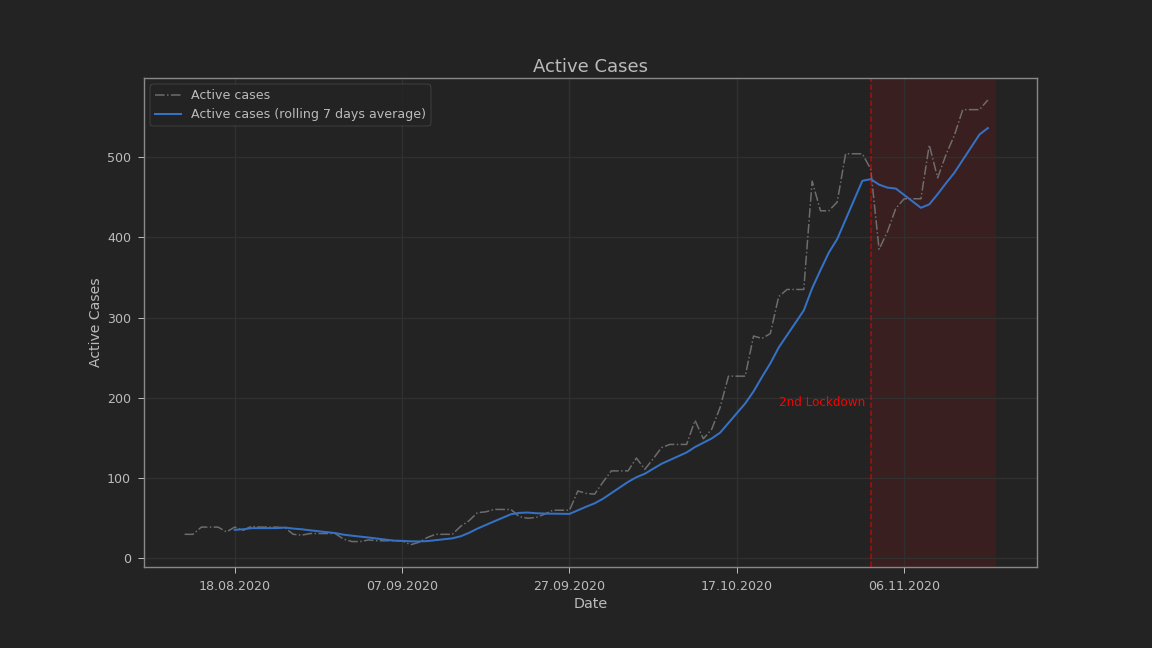 Active Cases
Active cases
Active cases (rolling 7 days average)
500
400
300
200
100
0
Active Cases
2nd Lockdown
18.08.2020 07.09.2020 27.09.2020 17.10.2020 06.11.2020
Date